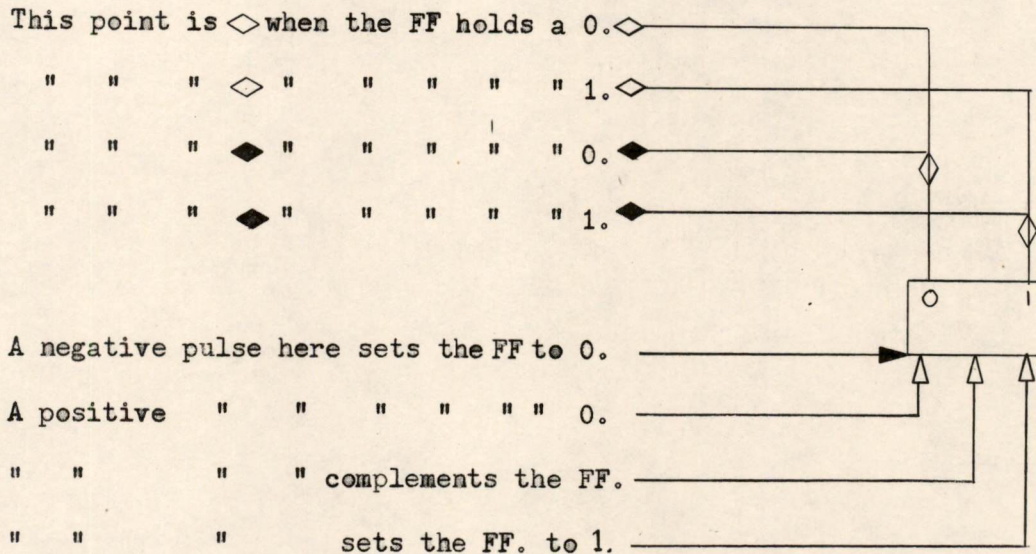 This point is ◇ when the FF holds a 0. ◇
" " " ◇ " " " " " 1. ◇
" " " ◆ " " " " " 0. ◆
" " " ◆ " " " " " 1. ◆
0 1
A negative pulse here sets the FF to 0.
A positive " " " " " " 0.
" " " " complements the FF.
" " " sets the FF. to 1.